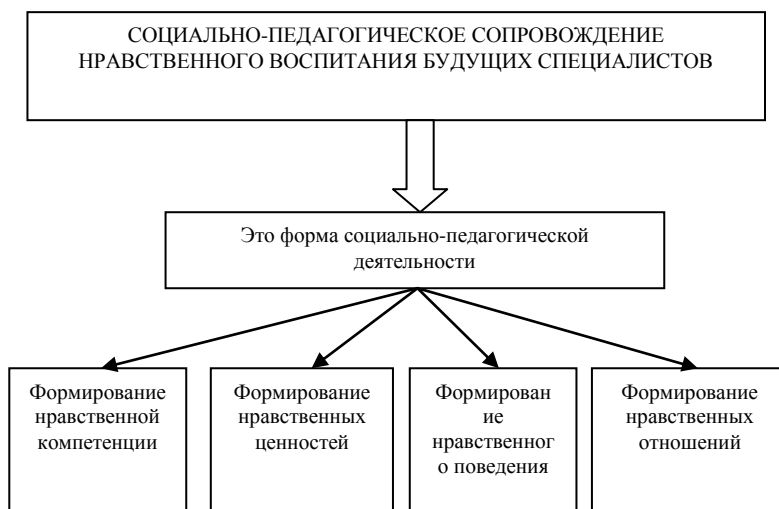 СОЦИАЛЬНО-ПЕДАГОГИЧЕСКОЕ СОПРОВОЖДЕНИЕ
НРАВСТВЕННОГО ВОСПИТАНИЯ БУДУЩИХ СПЕЦИАЛИСТОВ
Это форма социально-педагогической
деятельности
Формирование
нравственной
компетенции
Формирование
нравственных
ценностей
Формирован
ие
нравственног
о поведения
Формирование
нравственных
отношений